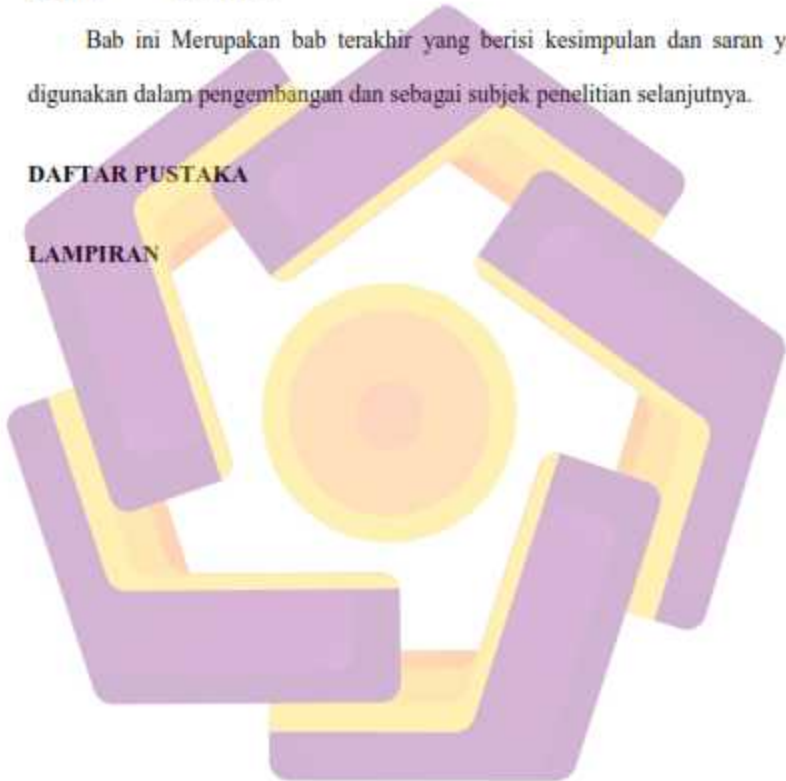 Bab ini Merupakan bab terakhir yang berisi kesimpulan dan saran
digunakan dalam pengembangan dan sebagai subjek penelitian selanjutnya.
DAFTAR PUSTAKA
LAMPIRAN